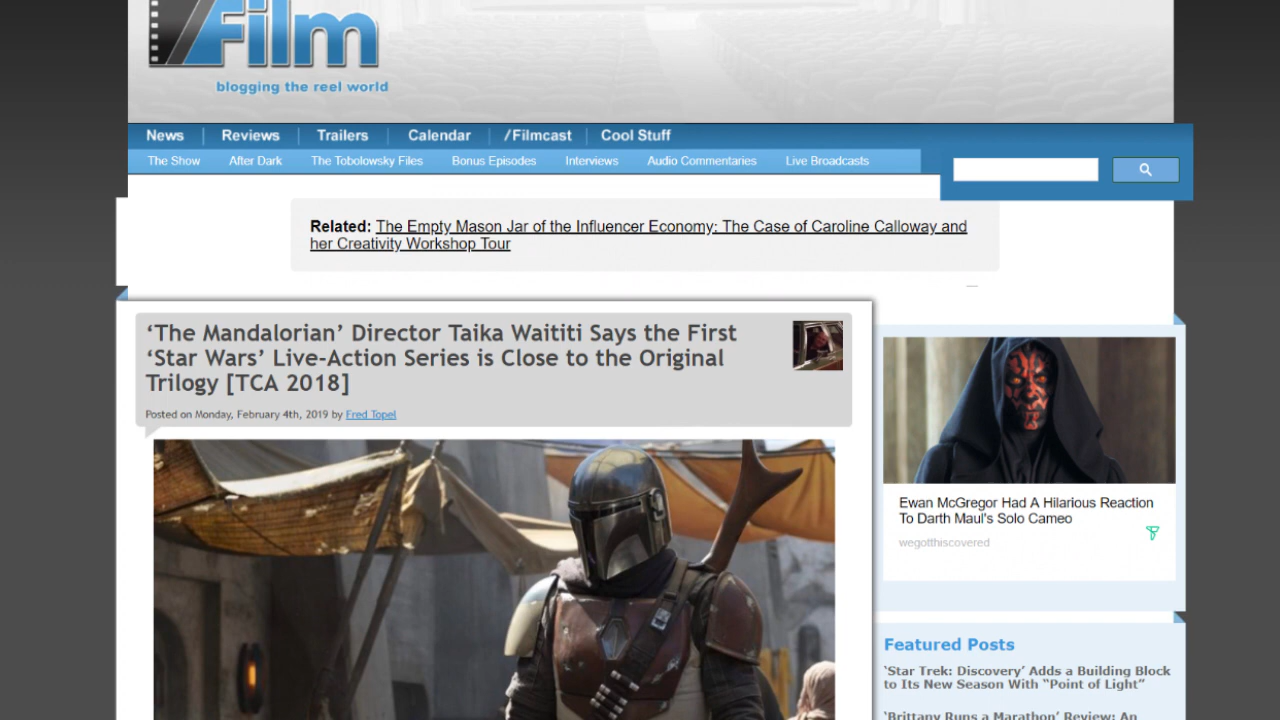 /Film
blogging the reel world
News
Reviews
Trailers
Calendar
/Filmcast
Cool Stuff
The Show
After Dark
The Tobolowsky Files
Bonus Episodes
Interviews
Audio Commentaries
Live Broadcasts
Related: The Empty Mason Jar of the Influencer Economy: The Case of Caroline Calloway and
her Creativity Workshop Tour
‘The Mandalorian’ Director Taika Waititi Says the First
‘Star Wars’ Live-Action Series is Close to the Original
Trilogy [TCA 2018]
Posted on Monday, February 4th, 2019 by Fred Topel
Ewan McGregor Had A Hilarious Reaction
To Darth Maul's Solo Cameo
wegotthiscovered
Featured Posts
‘Star Trek: Discovery’ Adds a Building Block
to Its New Season With “Point of Light”
‘Brittany Runs a Marathon’ Review: An